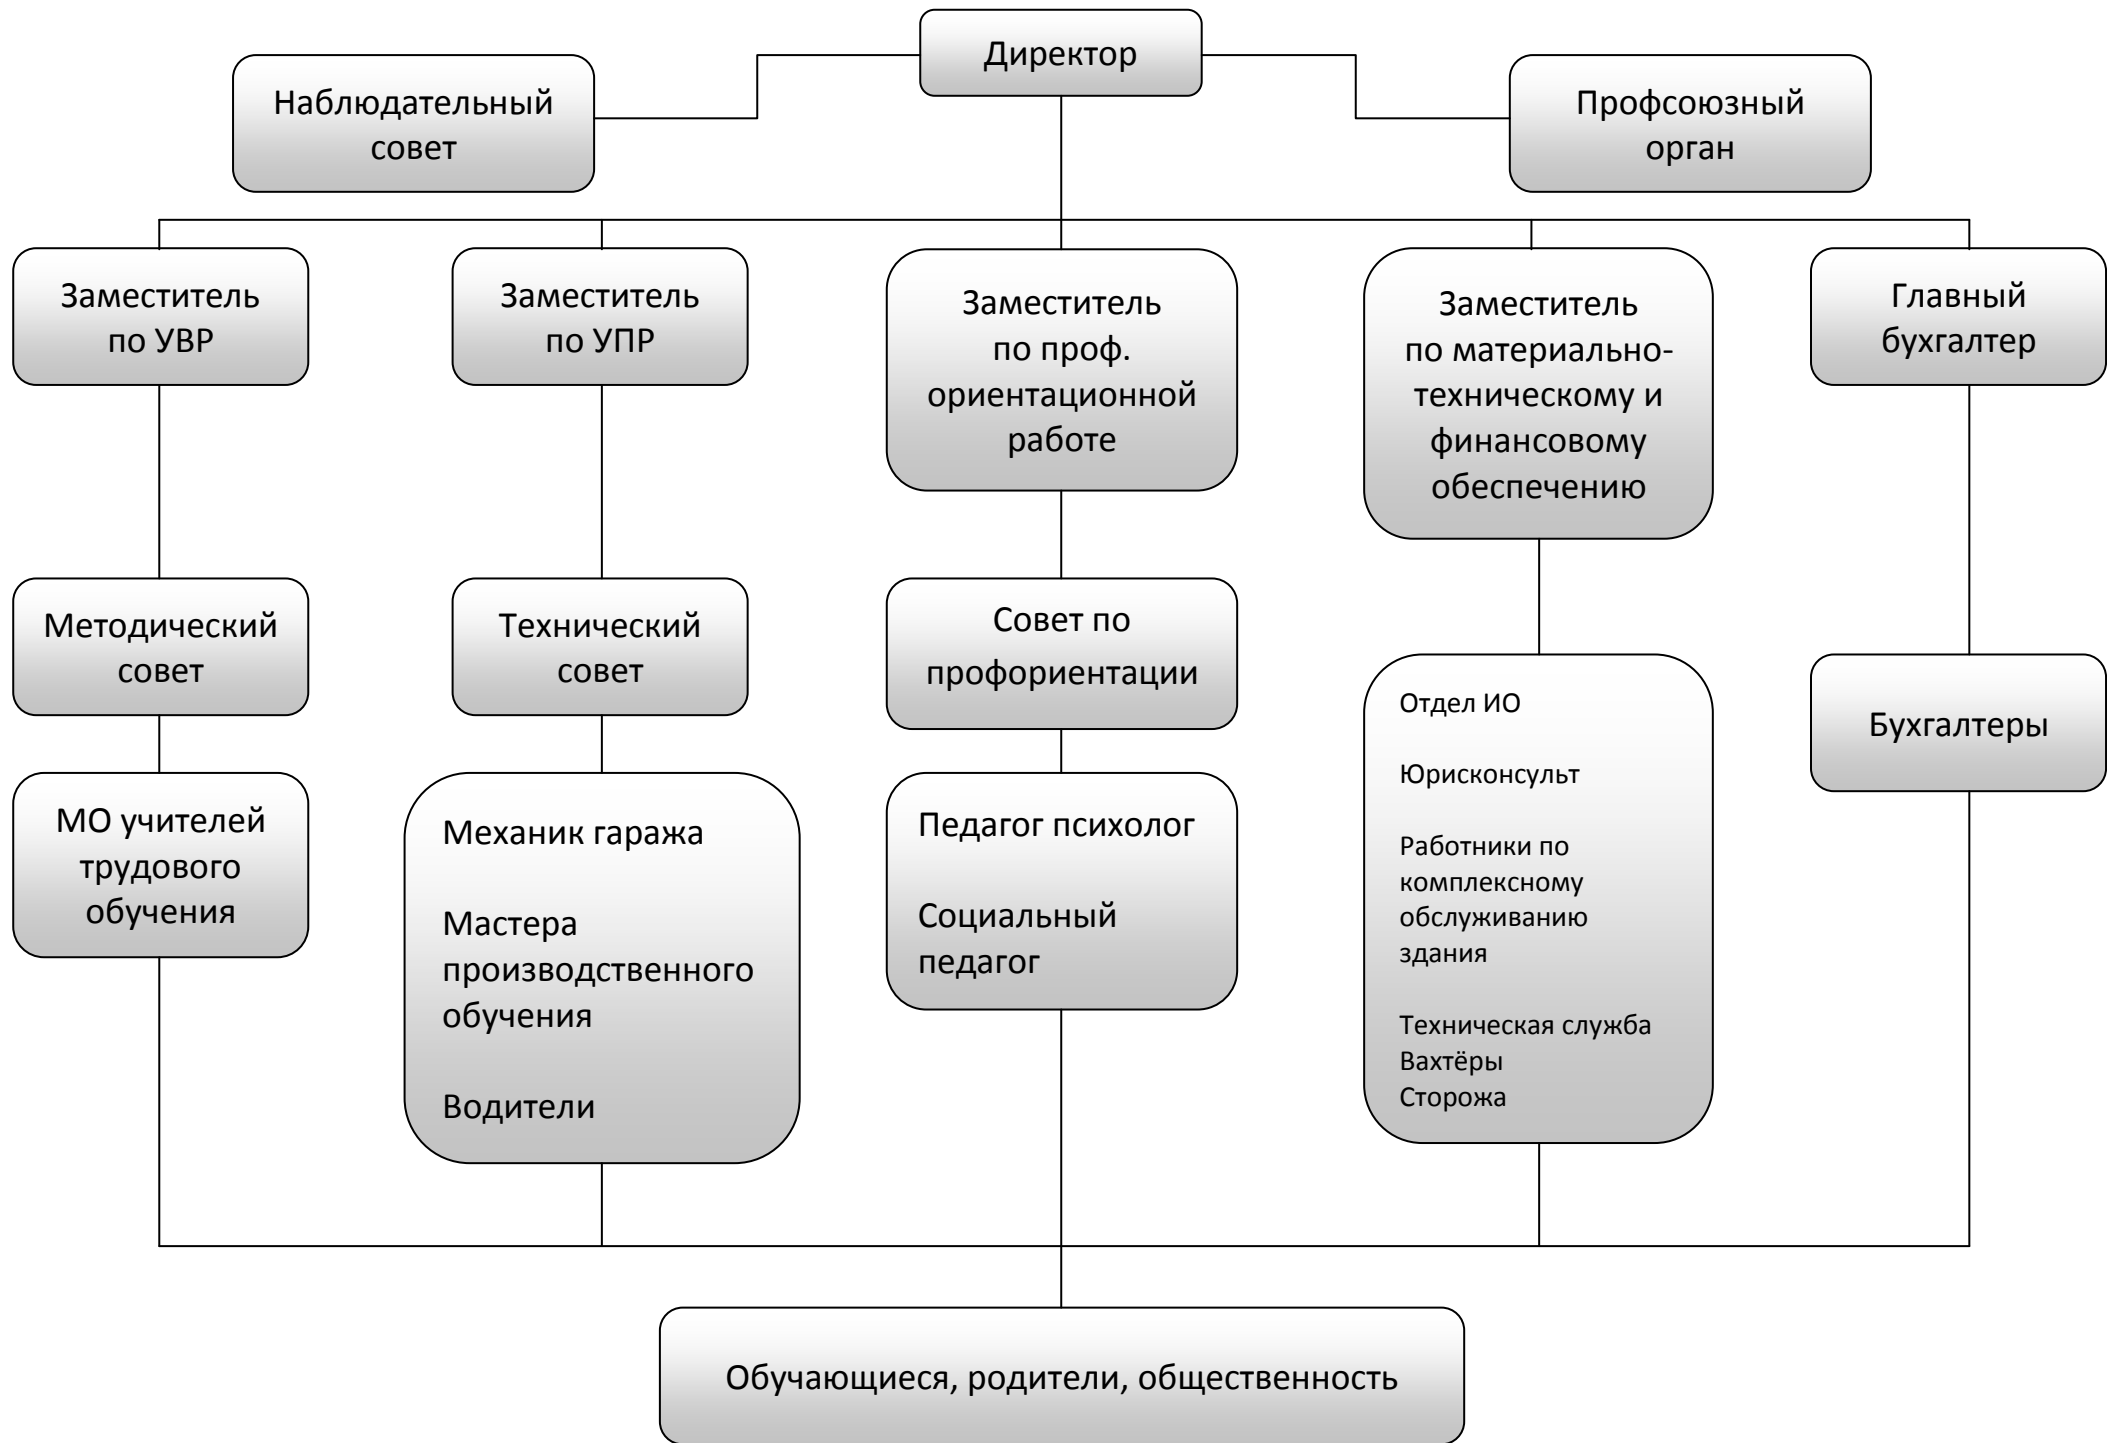 Директор
Наблюдательный
совет
Профсоюзный
орган
Заместитель
по УВР
Заместитель
по УПР
Заместитель
по проф.
ориентационной
работе
Заместитель
по материально-
техническому и
финансовому
обеспечению
Главный
бухгалтер
Методический
совет
Технический
совет
Совет по
профориентации
Отдел ИО
Юрисконсульт
Работники по
комплексному
обслуживанию
здания
Техническая служба
Вахтёры
Сторожа
Бухгалтеры
МО учителей
трудового
обучения
Механик гаража
Мастера
производственного
обучения
Водители
Педагог психолог
Социальный
педагог
Обучающиеся, родители, общественность